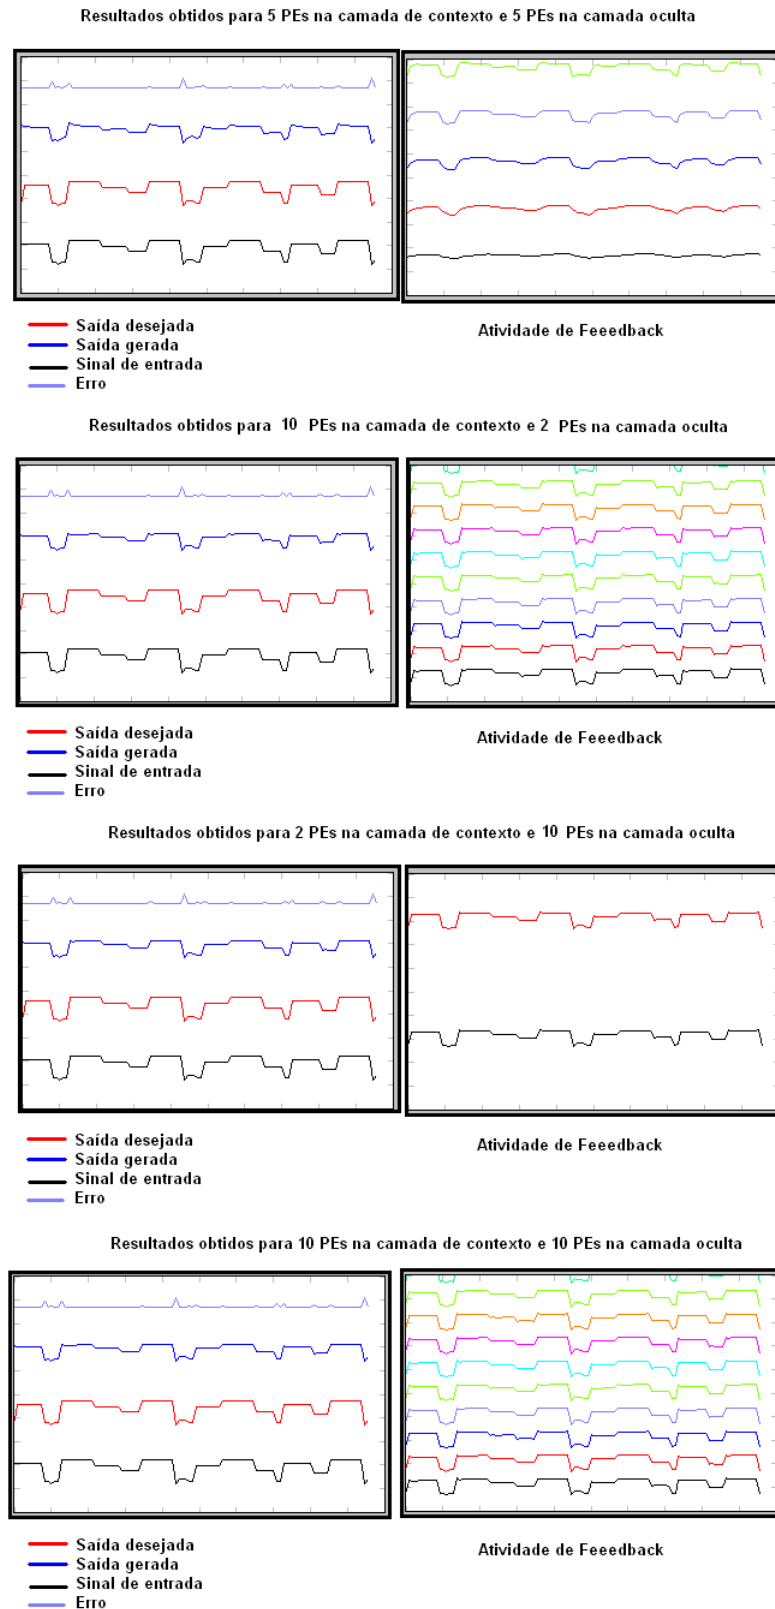 Resultados obtidos para 5 PEs na camada de contexto e 5 PEs na camada oculta
Saída desejada
Saída gerada
Sinal de entrada
Erro
Atividade de Feeedback
Resultados obtidos para 10 PEs na camada de contexto e 2 PEs na camada oculta
Saída desejada
Saída gerada
Sinal de entrada
Erro
Atividade de Feeedback
Resultados obtidos para 2 PEs na camada de contexto e 10 PEs na camada oculta
Saída desejada
Saída gerada
Sinal de entrada
Erro
Atividade de Feeedback
Resultados obtidos para 10 PEs na camada de contexto e 10 PEs na camada oculta
Saída desejada
Saída gerada
Sinal de entrada
Erro
Atividade de Feeedback